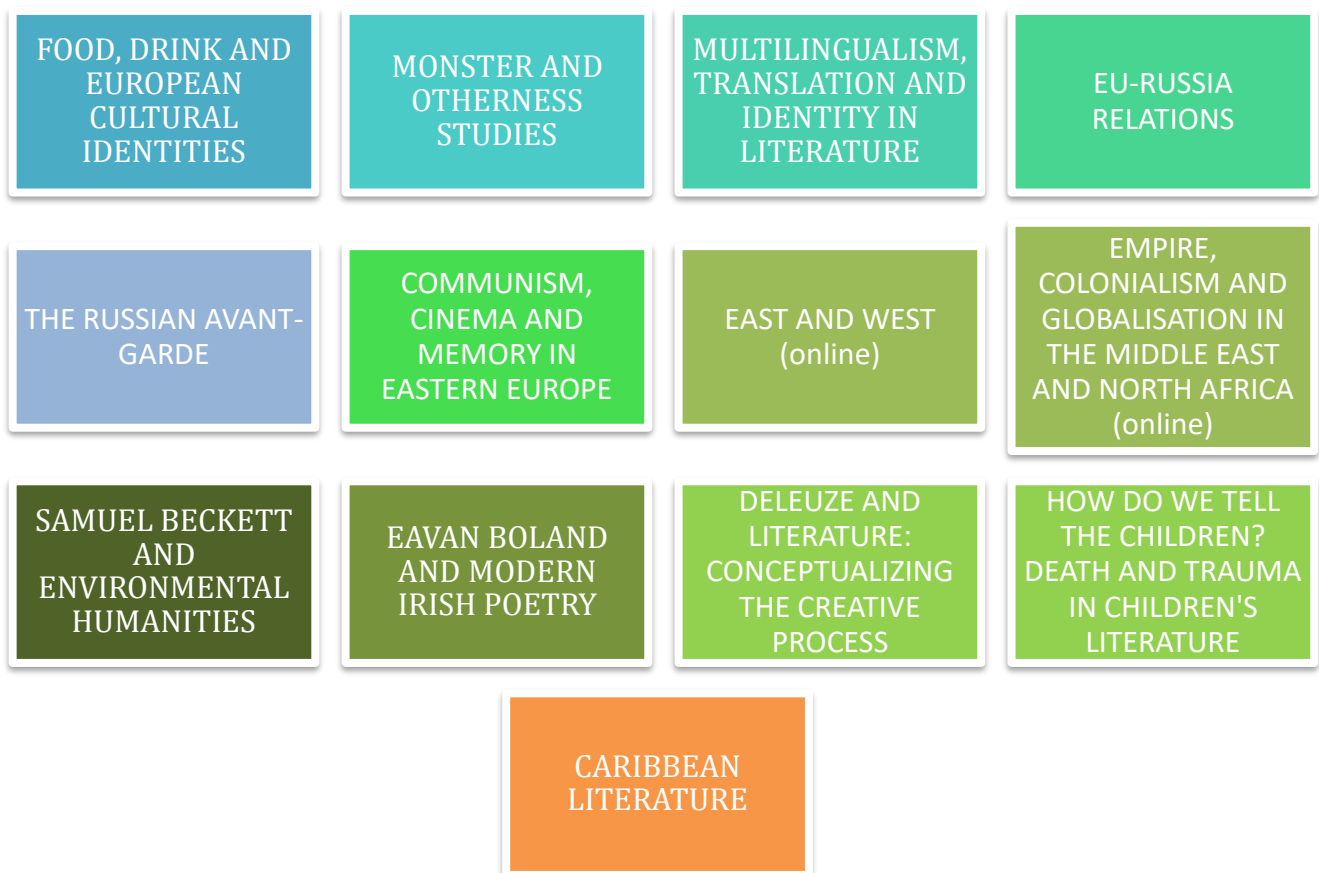 FOOD, DRINK AND
EUROPEAN
CULTURAL
IDENTITIES
MONSTER AND
OTHERNESS
STUDIES
MULTILINGUALISM,
TRANSLATION AND
IDENTITY IN
LITERATURE
EU-RUSSIA
RELATIONS
THE RUSSIAN AVANT-
GARDE
COMMUNISM,
CINEMA AND
MEMORY IN
EASTERN EUROPE
EAST AND WEST
(online)
EMPIRE,
COLONIALISM AND
GLOBALISATION IN
THE MIDDLE EAST
AND NORTH AFRICA
(online)
SAMUEL BECKETT
AND
ENVIRONMENTAL
HUMANITIES
EAVAN BOLAND
AND MODERN
IRISH POETRY
DELEUZE AND
LITERATURE:
CONCEPTUALIZING
THE CREATIVE
PROCESS
HOW DO WE TELL
THE CHILDREN?
DEATH AND TRAUMA
IN CHILDREN'S
LITERATURE
CARIBBEAN
LITERATURE